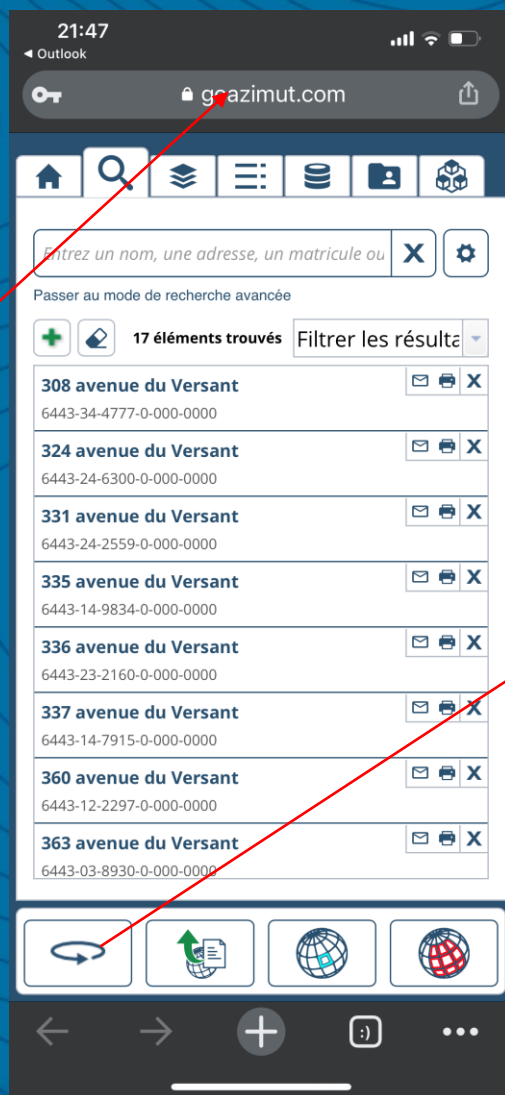 21:47
◄ Outlook
goazimut.com
Entrez un nom, une adresse, un matricule ou
Passer au mode de recherche avancée
17 éléments trouvés Filtrer les résulta
308 avenue du Versant
6443-34-4777-0-000-0000
324 avenue du Versant
6443-24-6300-0-000-0000
331 avenue du Versant
6443-24-2559-0-000-0000
335 avenue du Versant
6443-14-9834-0-000-0000
336 avenue du Versant
6443-23-2160-0-000-0000
337 avenue du Versant
6443-14-7915-0-000-0000
360 avenue du Versant
6443-12-2297-0-000-0000
363 avenue du Versant
6443-03-8930-0-000-0000
:)